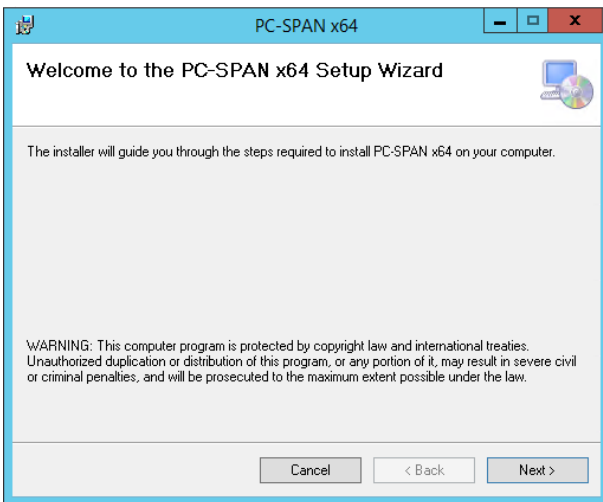 PC-SPAN x64
Welcome to the PC-SPAN x64 Setup Wizard
The installer will guide you through the steps required to install PC-SPAN x64 on your computer.
WARNING: This computer program is protected by copyright law and international treaties.
Unauthorized duplication or distribution of this program, or any portion of it, may result in severe civil
or criminal penalties, and will be prosecuted to the maximum extent possible under the law.
Cancel
< Back
Next >